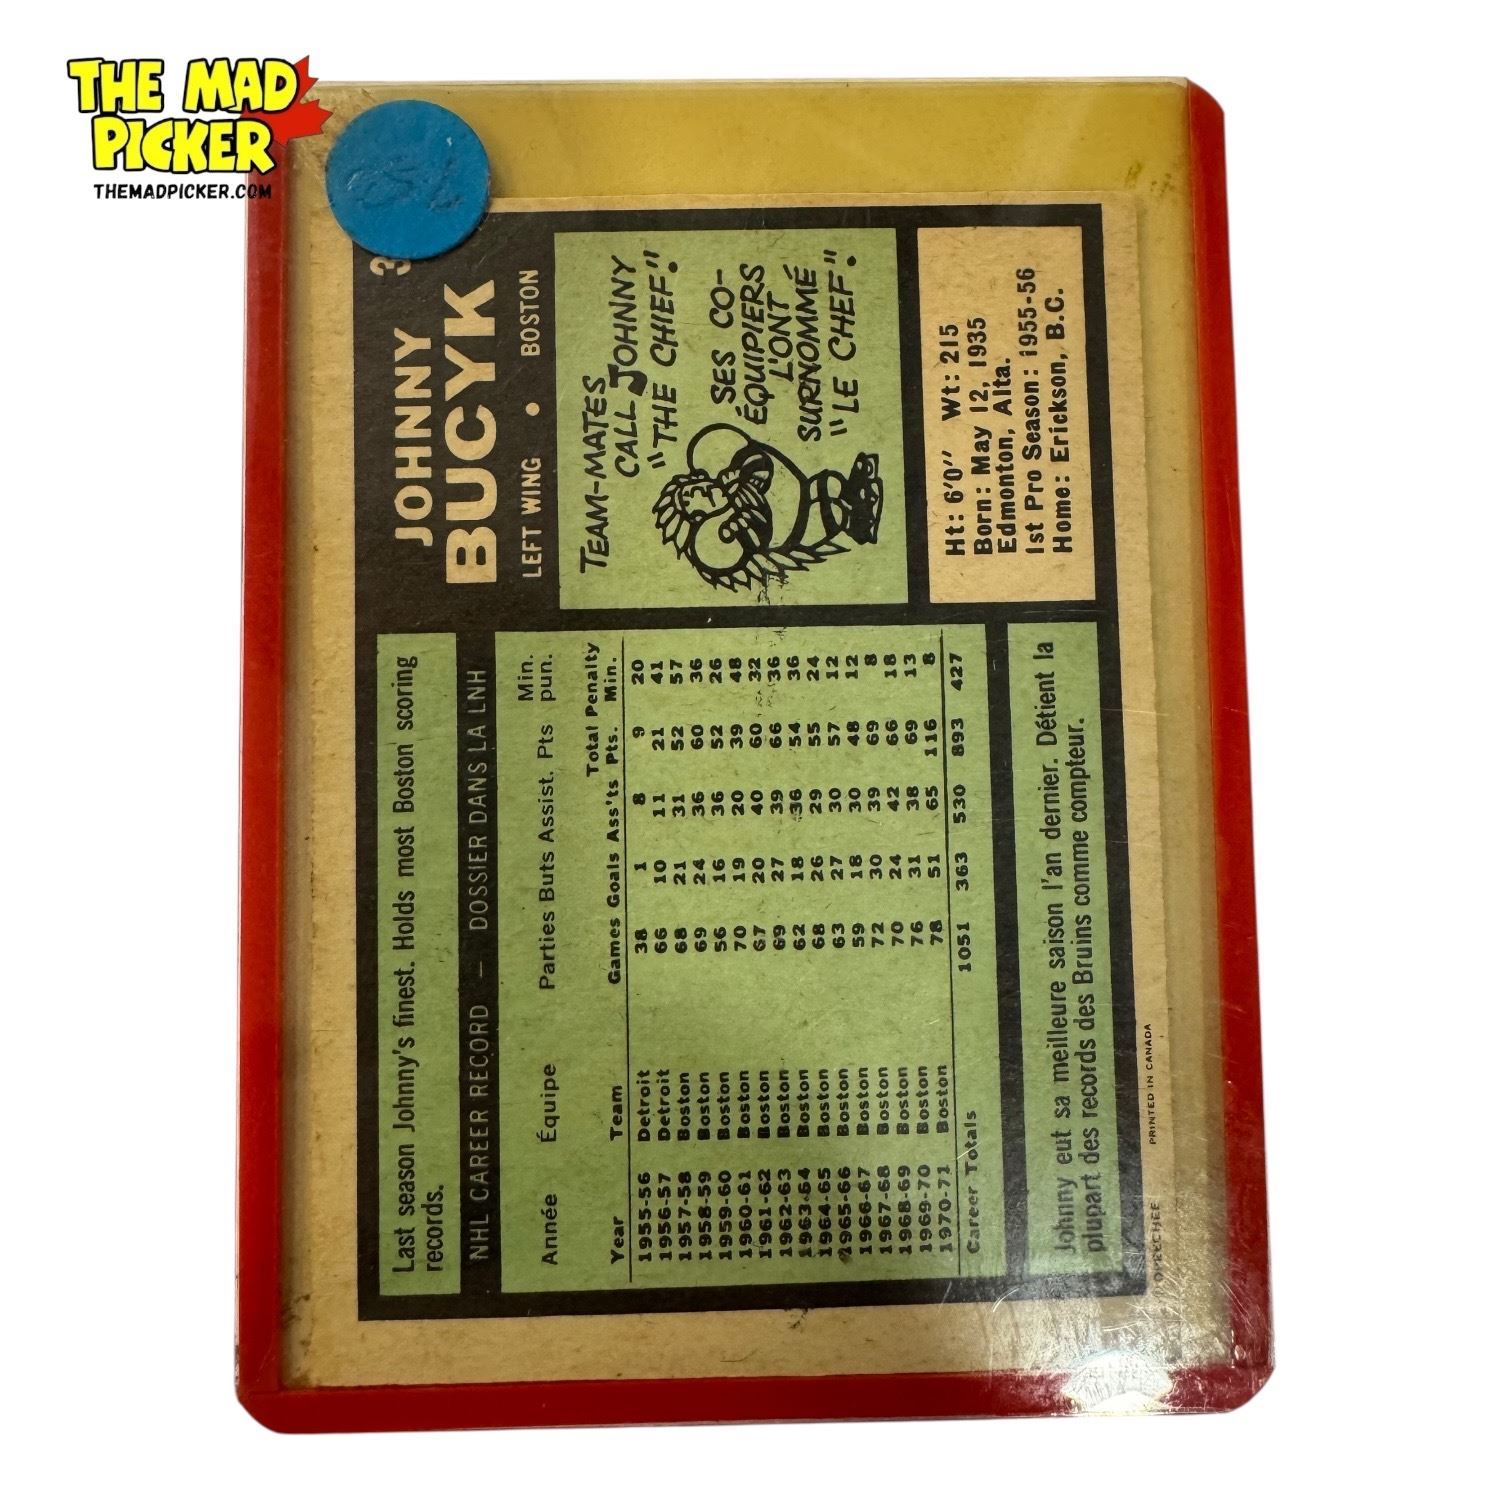 THE MAD
PICKER
THEMADPICKER.COM
3
JOHNNY
BUCYK
LEFT WING • BOSTON
TEAM-MATES
CALL JOHNNY
"THE CHIEF".
SES CO-
ÉQUIPIERS
L'ONT
SURNOMMÉ
"LE CHEF".
Ht: 6'0" Wt: 215
Born: May 12, 1935
Edmonton, Alta.
1st Pro Season: 1955-56
Home: Erickson, B.C.
Last season Johnny's finest. Holds most Boston scoring
records.
NHL CAREER RECORD — DOSSIER DANS LA LNH
Min.
Année Équipe Parties Buts Assist. Pts pun.
Total Penalty
Year Team Games Goals Ass'ts Pts. Min.
1955-56 Detroit 38 1 8 9 20
1956-57 Detroit 66 10 11 21 41
1957-58 Boston 68 21 31 52 57
1958-59 Boston 69 24 36 60 36
1959-60 Boston 56 16 36 52 26
1960-61 Boston 70 19 20 39 48
1961-62 Boston 67 20 40 60 32
1962-63 Boston 69 27 39 66 36
1963-64 Boston 62 18 36 54 36
1964-65 Boston 68 26 29 55 24
1965-66 Boston 63 27 30 57 12
1966-67 Boston 59 18 30 48 12
1967-68 Boston 72 30 39 69 8
1968-69 Boston 70 24 42 66 18
1969-70 Boston 76 31 38 69 13
1970-71 Boston 78 51 65 116 8
Career Totals 1051 363 530 893 427
Johnny eut sa meilleure saison l'an dernier. Détient la
plupart des records des Bruins comme compteur.
O-PEE-CHEE PRINTED IN CANADA